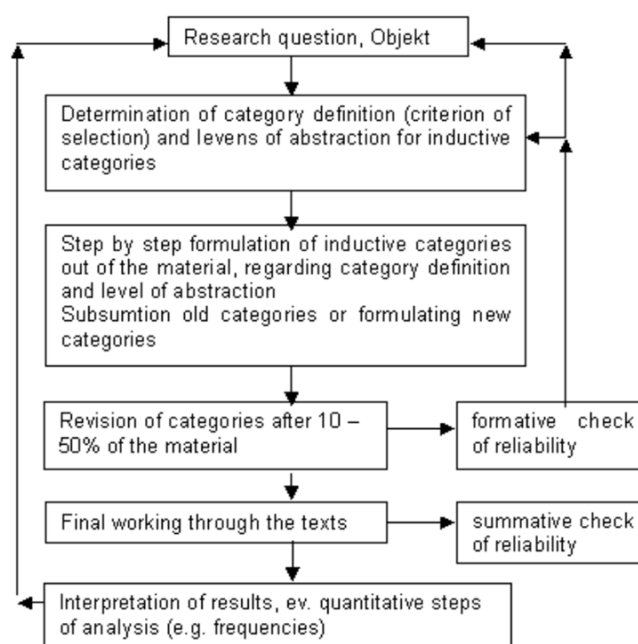 Research question, Objekt
Determination of category definition (criterion of
selection) and levens of abstraction for inductive
categories
Step by step formulation of inductive categories
out of the material, regarding category definition
and level of abstraction
Subsumtion old categories or formulating new
categories
Revision of categories after 10 –
50% of the material
formative check
of reliability
Final working through the texts
summative check
of reliability
Interpretation of results, ev. quantitative steps
of analysis (e.g. frequencies)